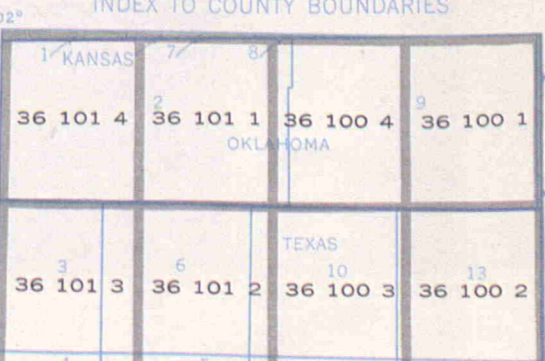 INDEX TO COUNTY BOUNDARIES
02°
1 KANSAS 7 8
2 9
36 101 4 36 101 1 36 100 4 36 100 1
OKLAHOMA
TEXAS
3 6 10 13
36 101 3 36 101 2 36 100 3 36 100 2